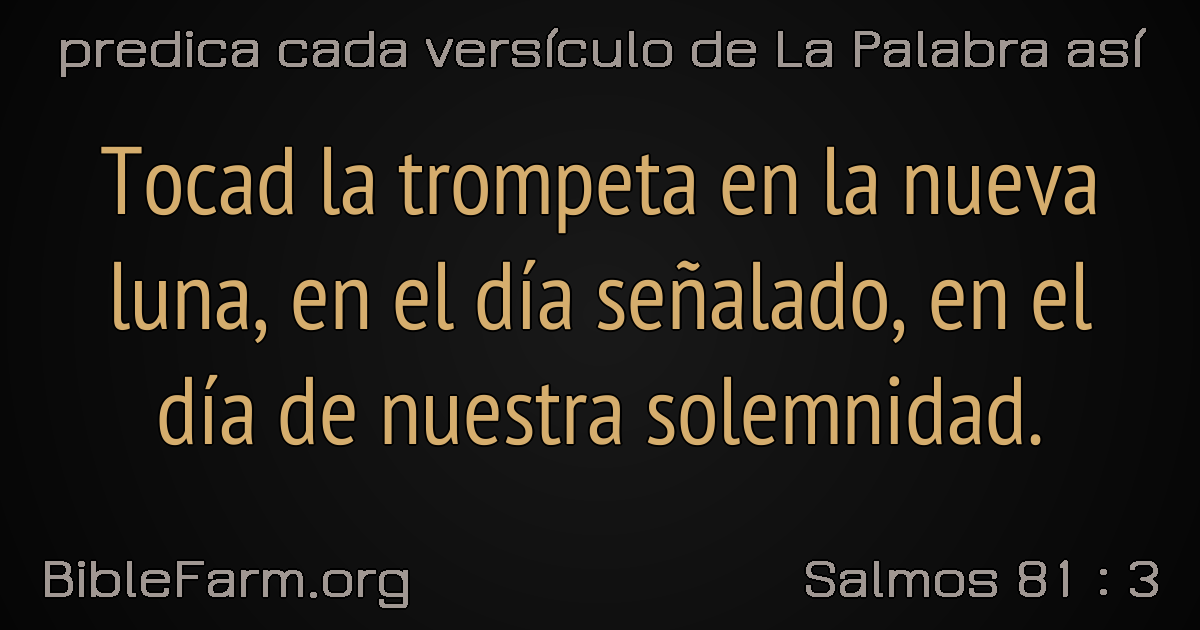 predica cada versículo de La Palabra así
Tocad la trompeta en la nueva
luna, en el día señalado, en el
día de nuestra solemnidad.
BibleFarm.org
Salmos 81 : 3